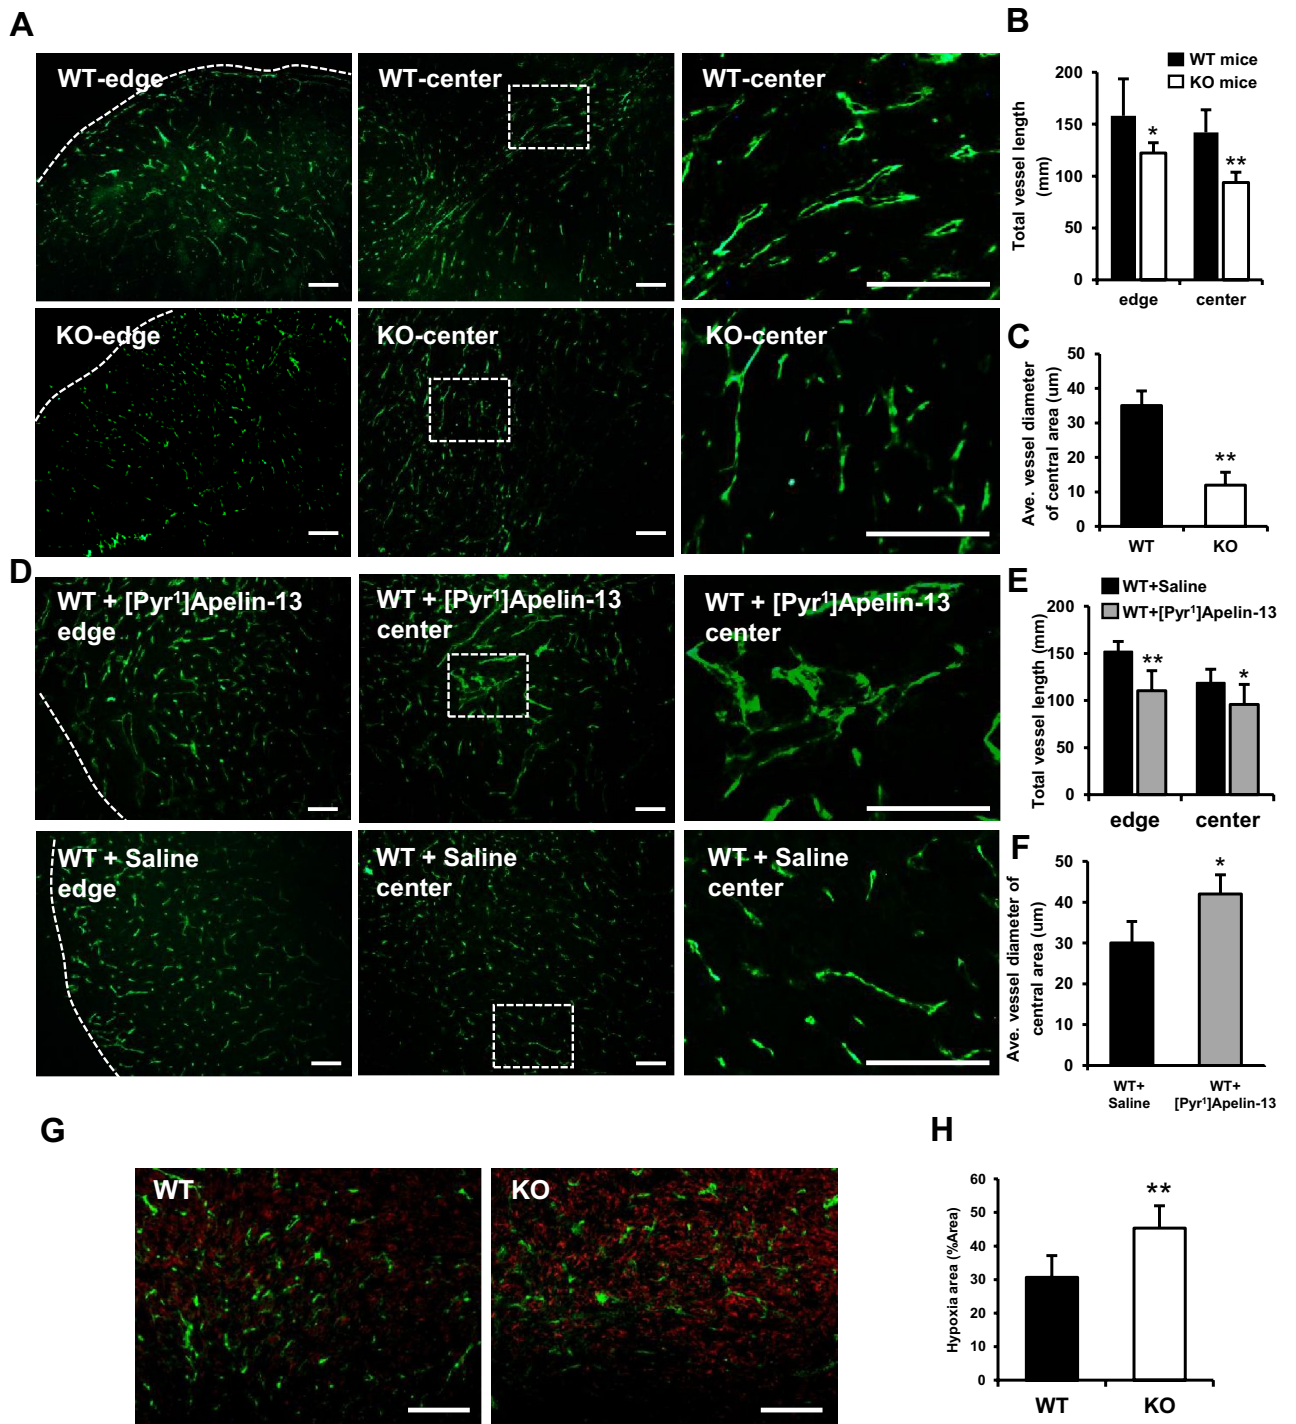 A
WT-edge
WT-center
WT-center
KO-edge
KO-center
KO-center
B
WT mice
KO mice
Total vessel length
(mm)
200
150
100
50
0
*
**
edge
center
C
Ave. vessel diameter
of central area (um)
50
40
30
20
10
0
**
WT
KO
D
WT + [Pyr¹]Apelin-13
edge
WT + [Pyr¹]Apelin-13
center
WT + [Pyr¹]Apelin-13
center
WT + Saline
edge
WT + Saline
center
WT + Saline
center
E
WT+Saline
WT+[Pyr¹]Apelin-13
Total vessel length (mm)
200
150
100
50
0
**
*
edge
center
F
Ave. vessel diameter of
central area (um)
50
40
30
20
10
0
*
WT+
Saline
WT+
[Pyr¹]Apelin-13
G
WT
KO
H
Hypoxia area (%Area)
60
50
40
30
20
10
0
**
WT
KO